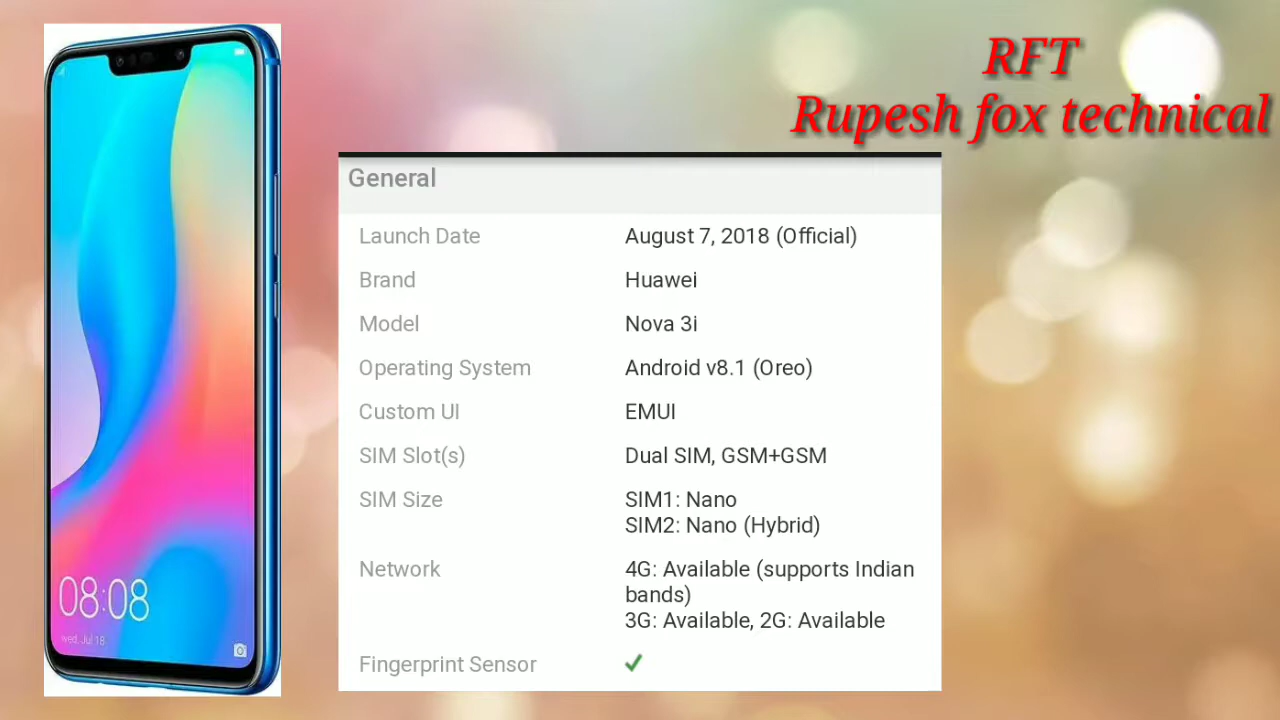 RFT
Rupesh fox technical
General
Launch Date August 7, 2018 (Official)
Brand Huawei
Model Nova 3i
Operating System Android v8.1 (Oreo)
Custom UI EMUI
SIM Slot(s) Dual SIM, GSM+GSM
SIM Size SIM1: Nano
SIM2: Nano (Hybrid)
Network 4G: Available (supports Indian
bands)
3G: Available, 2G: Available
Fingerprint Sensor
08:08
wed, Jul 18